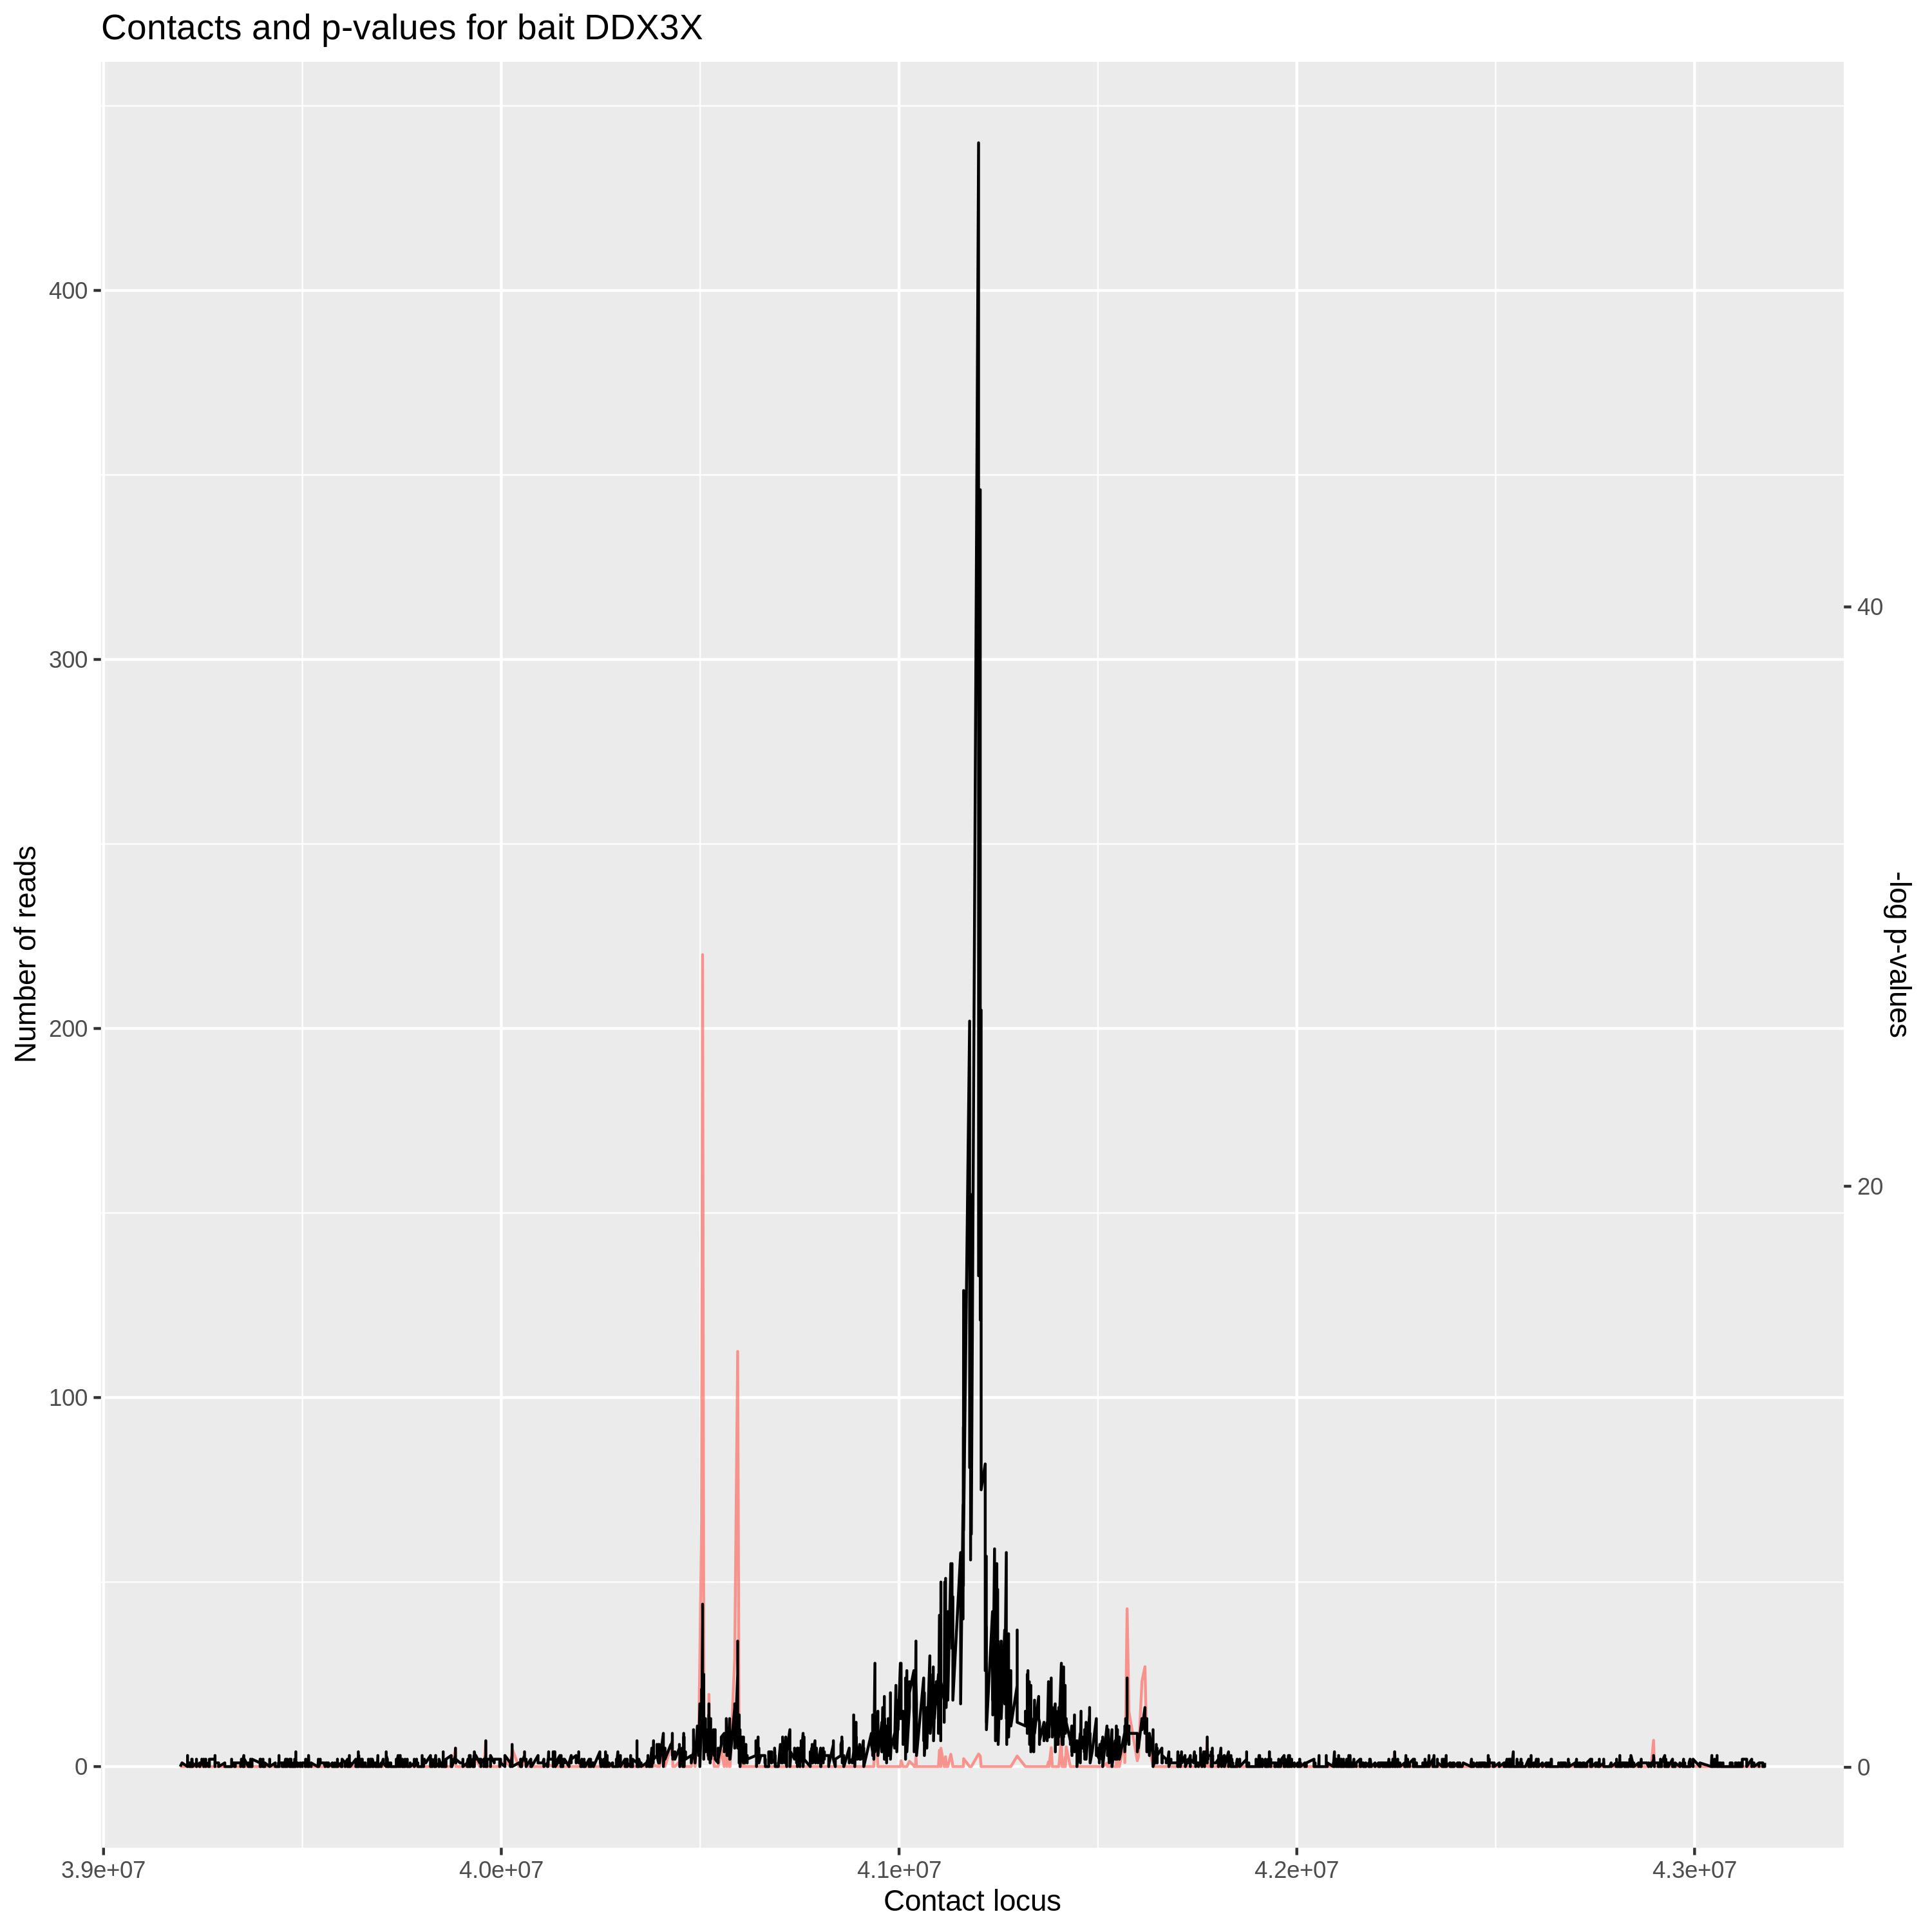 Contacts and p-values for bait DDX3X
400
300
200
100
0
Number of reads
40
20
0
-log p-values
3.9e+07
4.0e+07
4.1e+07
4.2e+07
4.3e+07
Contact locus